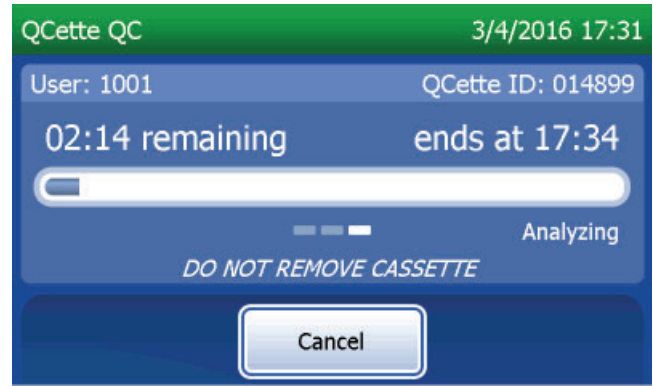 QCette QC 3/4/2016 17:31
User: 1001 QCette ID: 014899
02:14 remaining ends at 17:34
Analyzing
DO NOT REMOVE CASSETTE
Cancel